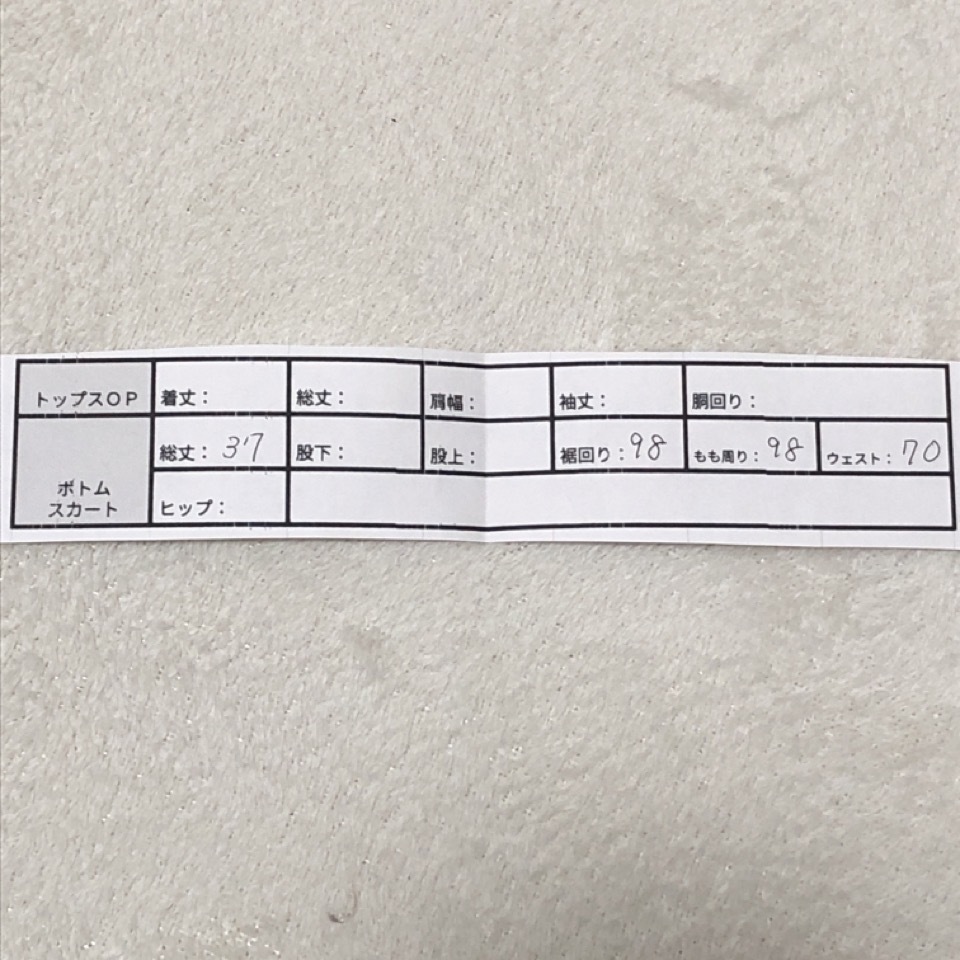 トップスOP 着丈： 総丈： 肩幅： 袖丈： 胴回り：
総丈：37 股下： 股上： 裾回り：98 もも周り：98 ウェスト：70
ボトム
スカート ヒップ：